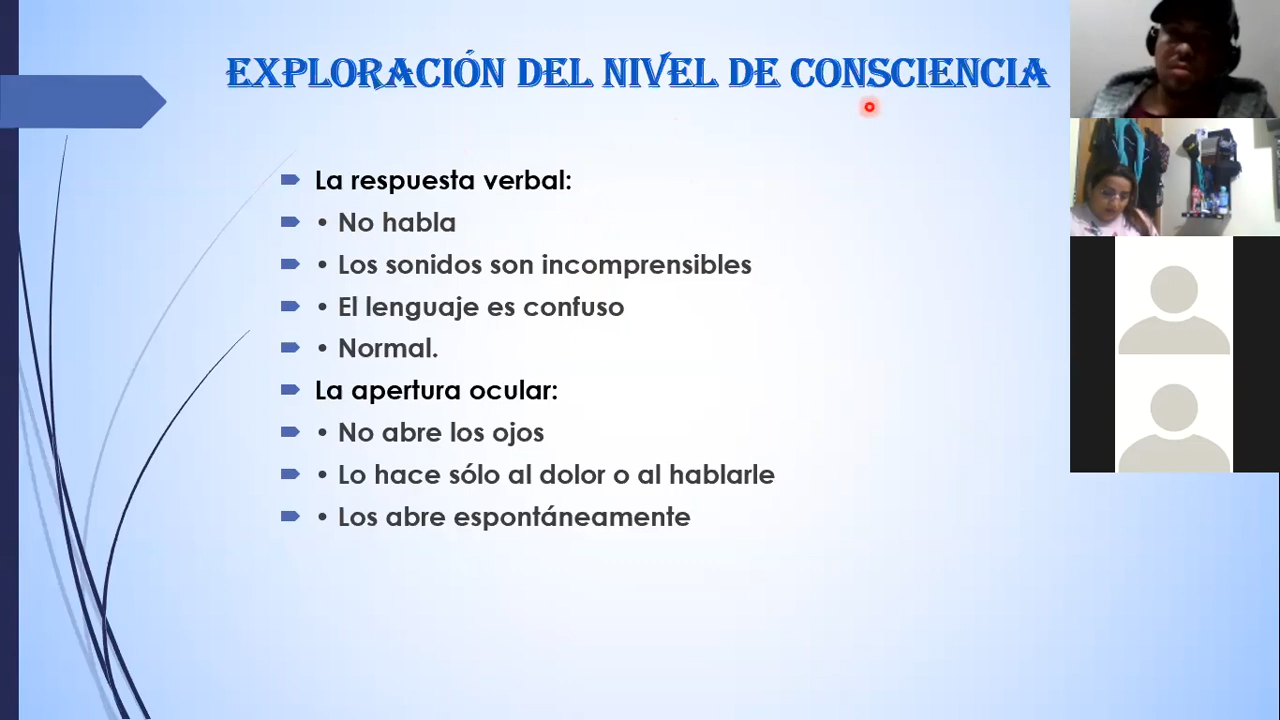 EXPLORACIÓN DEL NIVEL DE CONSCIENCIA
La respuesta verbal:
• No habla
• Los sonidos son incomprensibles
• El lenguaje es confuso
• Normal.
La apertura ocular:
• No abre los ojos
• Lo hace sólo al dolor o al hablarle
• Los abre espontáneamente